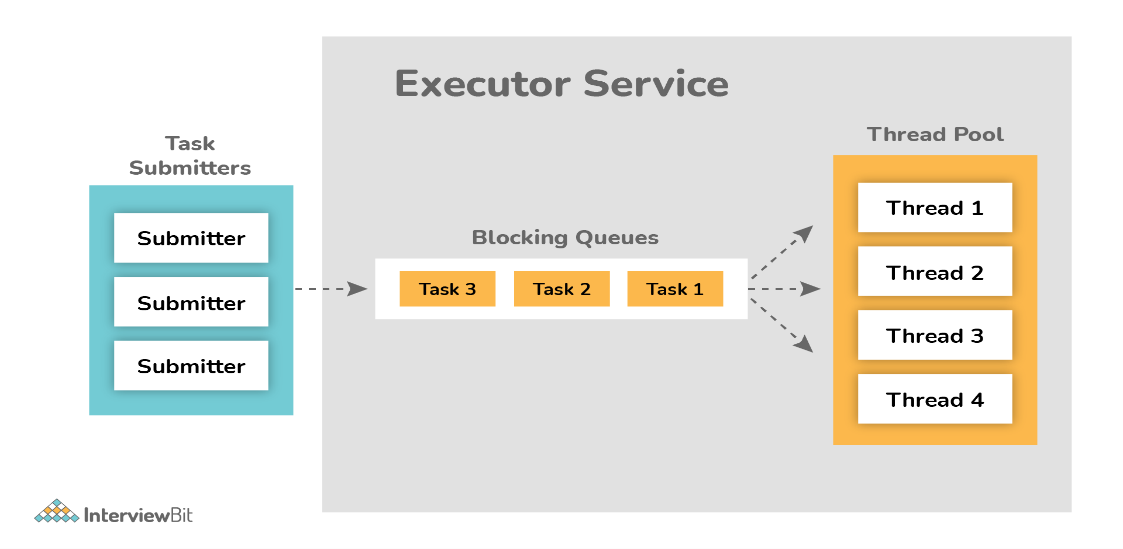 Executor Service
Task
Submitters
Submitter
Submitter
Submitter
Blocking Queues
Task 3 Task 2 Task 1
Thread Pool
Thread 1
Thread 2
Thread 3
Thread 4
InterviewBit